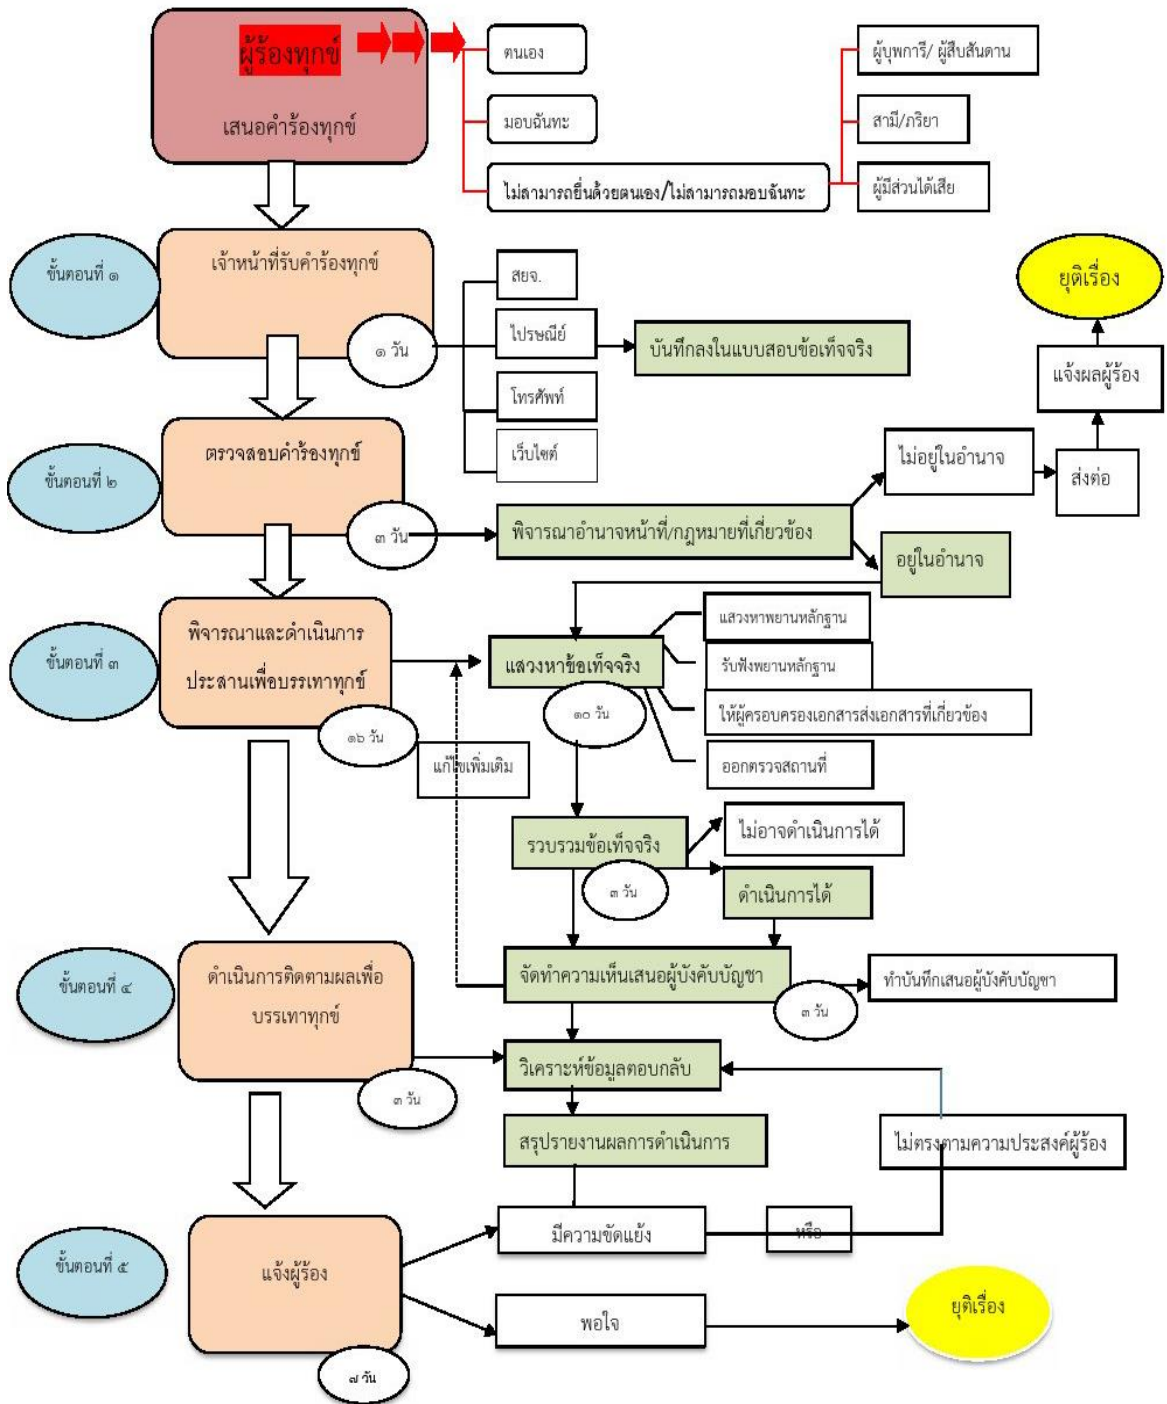 ผู้ร้องทุกข์
เสนอคำร้องทุกข์
ตนเอง
มอบฉันทะ
ไม่สามารถยื่นด้วยตนเอง/ไม่สามารถมอบฉันทะ
ผู้บุพการี/ ผู้สืบสันดาน
สามี/ภริยา
ผู้มีส่วนได้เสีย
ขั้นตอนที่ ๑
เจ้าหน้าที่รับคำร้องทุกข์
๑ วัน
สยจ.
ไปรษณีย์
โทรศัพท์
เว็บไซต์
บันทึกลงในแบบสอบข้อเท็จจริง
ยุติเรื่อง
แจ้งผลผู้ร้อง
ส่งต่อ
ไม่อยู่ในอำนาจ
ขั้นตอนที่ ๒
ตรวจสอบคำร้องทุกข์
๓ วัน
พิจารณาอำนาจหน้าที่/กฎหมายที่เกี่ยวข้อง
อยู่ในอำนาจ
ขั้นตอนที่ ๓
พิจารณาและดำเนินการ
ประสานเพื่อบรรเทาทุกข์
๑๖ วัน
แก้ไขเพิ่มเติม
แสวงหาข้อเท็จจริง
๑๐ วัน
แสวงหาพยานหลักฐาน
รับฟังพยานหลักฐาน
ให้ผู้ครอบครองเอกสารส่งเอกสารที่เกี่ยวข้อง
ออกตรวจสถานที่
รวบรวมข้อเท็จจริง
๓ วัน
ไม่อาจดำเนินการได้
ดำเนินการได้
ขั้นตอนที่ ๔
ดำเนินการติดตามผลเพื่อ
บรรเทาทุกข์
๓ วัน
จัดทำความเห็นเสนอผู้บังคับบัญชา
๓ วัน
ทำบันทึกเสนอผู้บังคับบัญชา
วิเคราะห์ข้อมูลตอบกลับ
สรุปรายงานผลการดำเนินการ
ไม่ตรงตามความประสงค์ผู้ร้อง
ขั้นตอนที่ ๕
แจ้งผู้ร้อง
๗ วัน
มีความขัดแย้ง
หรือ
พอใจ
ยุติเรื่อง